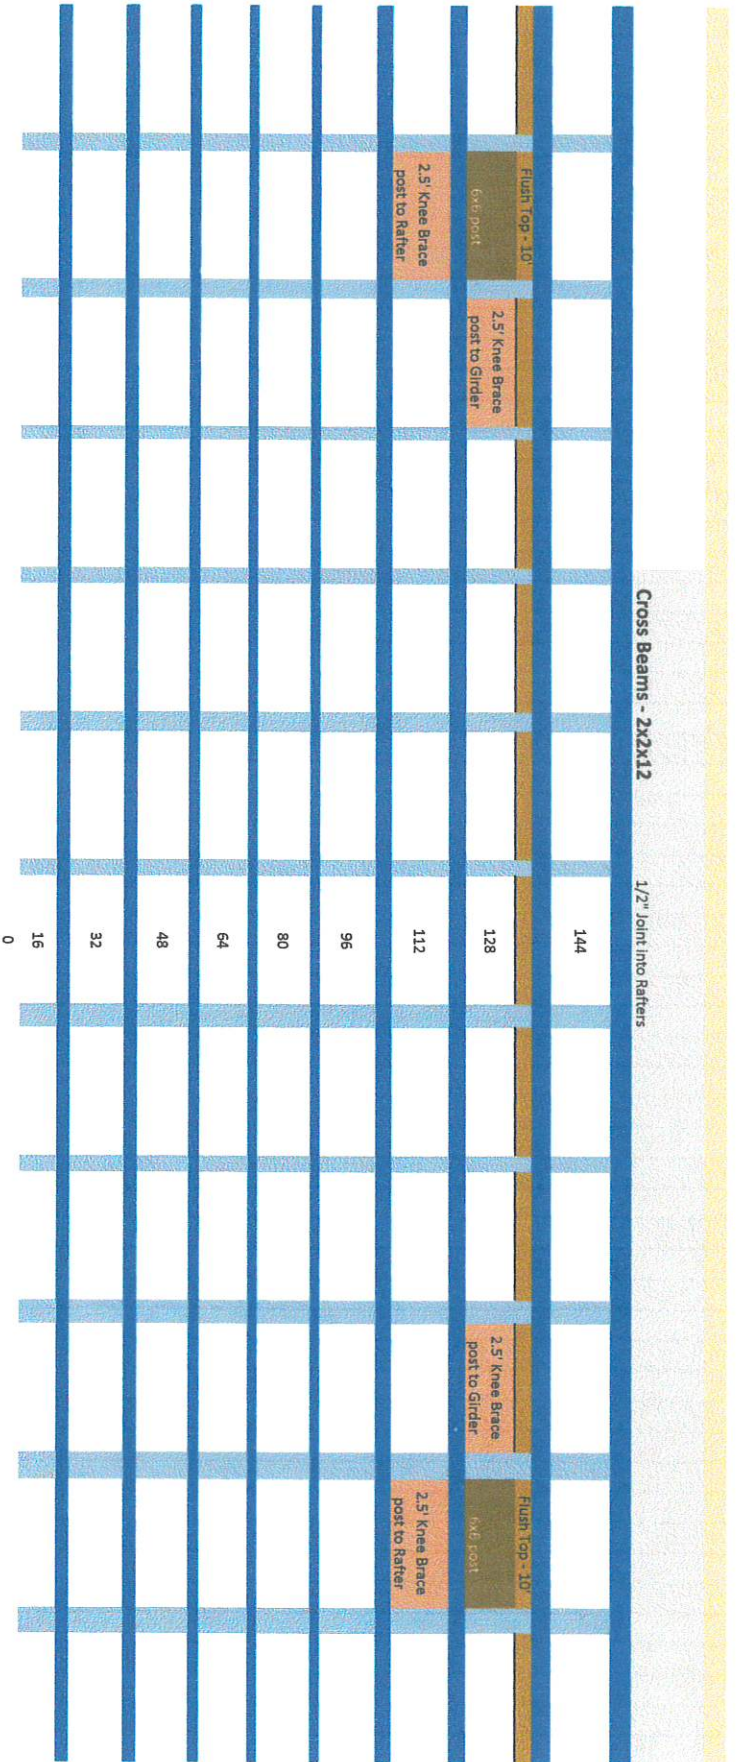 Cross Beams - 2x2x12
1/2" Joint into Rafters
144
128
112
96
80
64
48
32
16
0
Flush Top - 10'
6x6 post
2.5' Knee Brace
post to Rafter
2.5' Knee Brace
post to Girder
2.5' Knee Brace
post to Girder
Flush Top - 10'
6x6 post
2.5' Knee Brace
post to Rafter